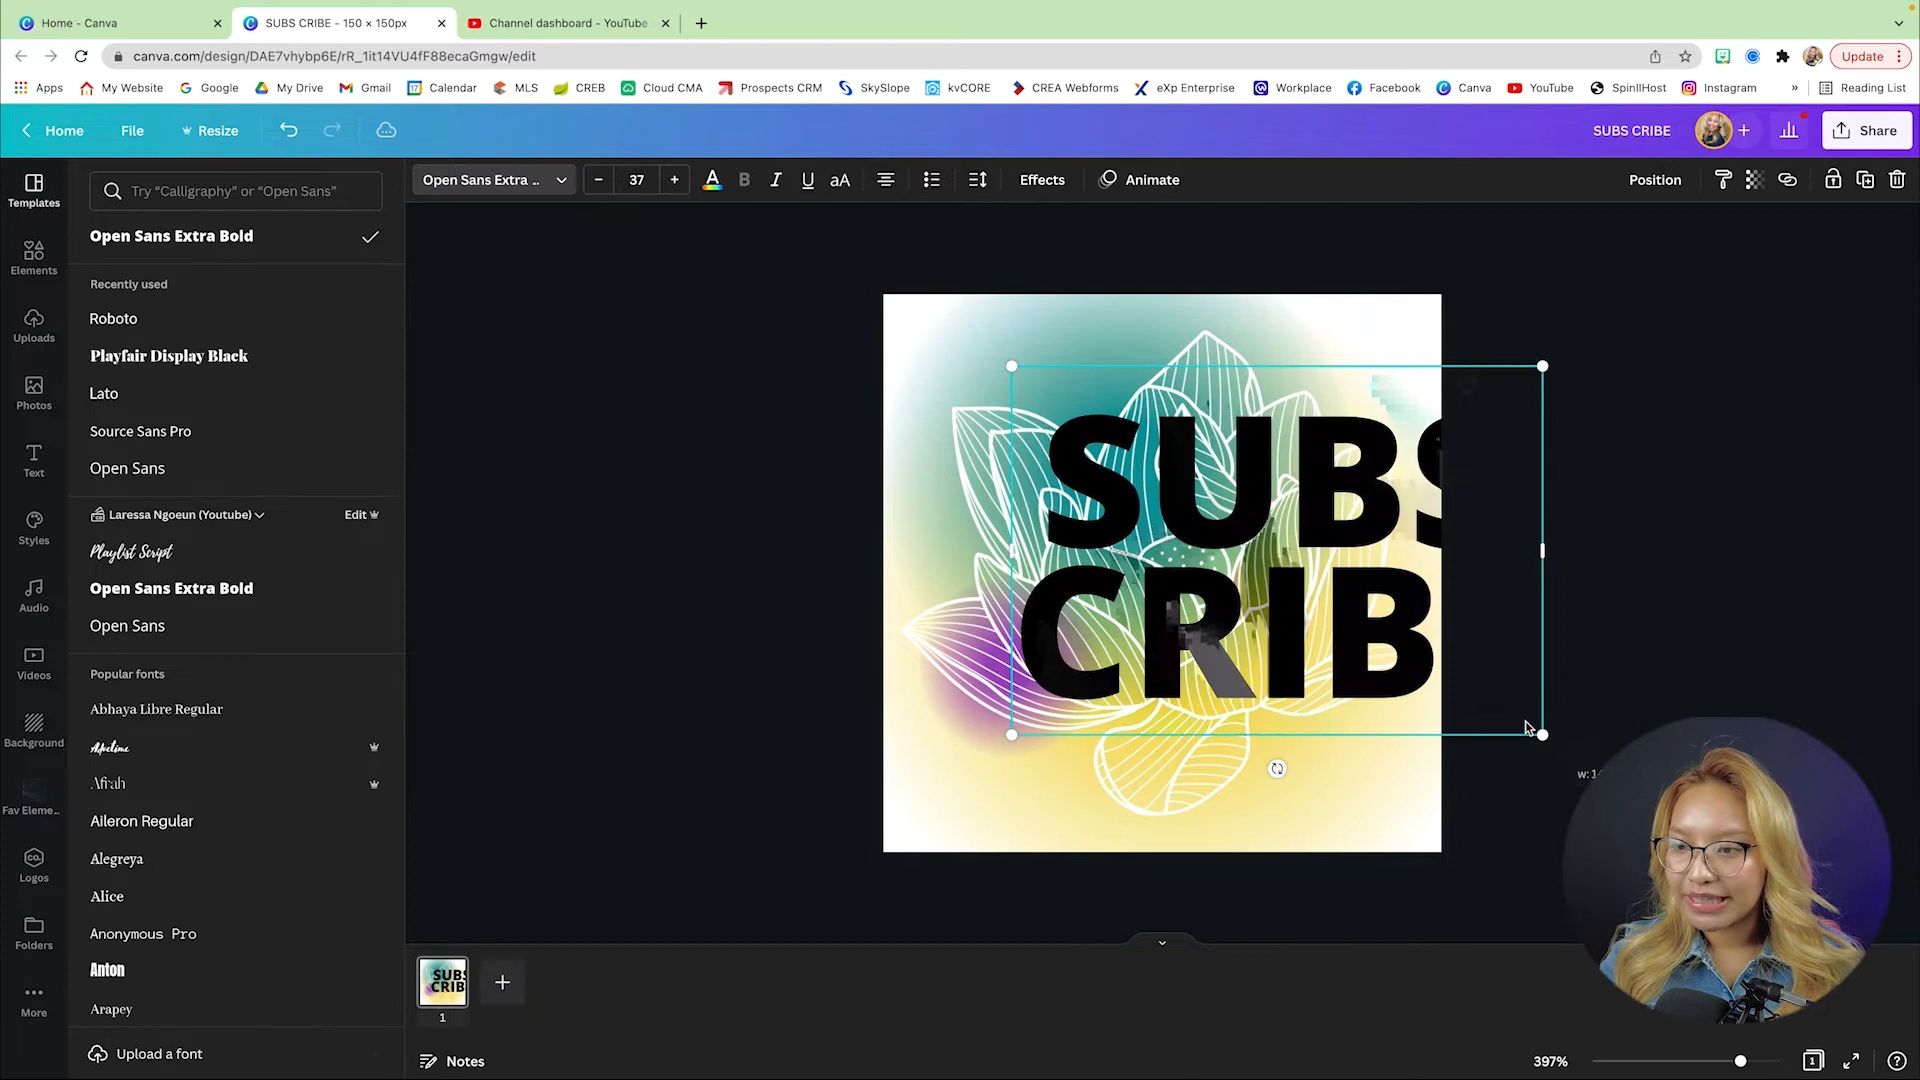 Home - Canva
SUBS CRIBE - 150 × 150px
Channel dashboard - YouTube
canva.com/design/DAE7vhybp6E/rR_1it14VU4fF88ecaGmgw/edit
Update
Apps
My Website
Google
My Drive
Gmail
Calendar
MLS
CREB
Cloud CMA
Prospects CRM
SkySlope
kvCORE
CREA Webforms
eXp Enterprise
Workplace
Facebook
Canva
YouTube
SpinIIHost
Instagram
»
Reading List
Home
File
Resize
SUBS CRIBE
Share
Templates
Elements
Uploads
Photos
Text
Styles
Audio
Videos
Background
Fav Eleme...
Logos
Folders
More
Try “Calligraphy” or “Open Sans”
Open Sans Extra Bold
Recently used
Roboto
Playfair Display Black
Lato
Source Sans Pro
Open Sans
Laressa Ngoeun (Youtube)
Edit
Playlist Script
Open Sans Extra Bold
Open Sans
Popular fonts
Abhaya Libre Regular
Advetime
Afrah
Aileron Regular
Alegreya
Alice
Anonymous Pro
Anton
Arapey
Upload a font
Open Sans Extra ..
– 37 +
A B I U aA
Effects
Animate
Position
SUBS
CRIB
SUBS
CRIB
1
Notes
397%
1